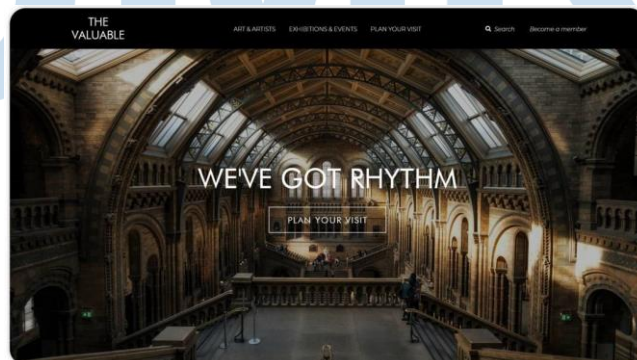 THE
VALUABLE
ART & ARTISTS EXHIBITIONS & EVENTS PLAN YOUR VISIT
Search Become a member
WE'VE GOT RHYTHM
PLAN YOUR VISIT